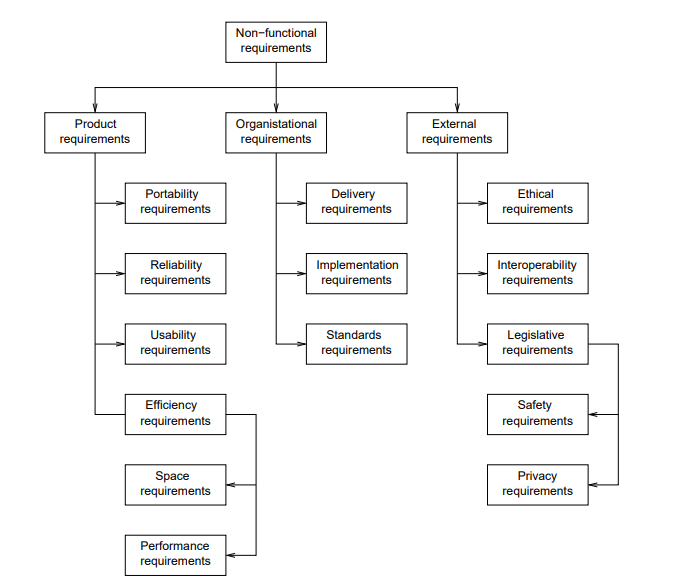 Non−functional
requirements
Product
requirements
Organistational
requirements
External
requirements
Portability
requirements
Delivery
requirements
Ethical
requirements
Reliability
requirements
Implementation
requirements
Interoperability
requirements
Usability
requirements
Standards
requirements
Legislative
requirements
Efficiency
requirements
Safety
requirements
Space
requirements
Privacy
requirements
Performance
requirements